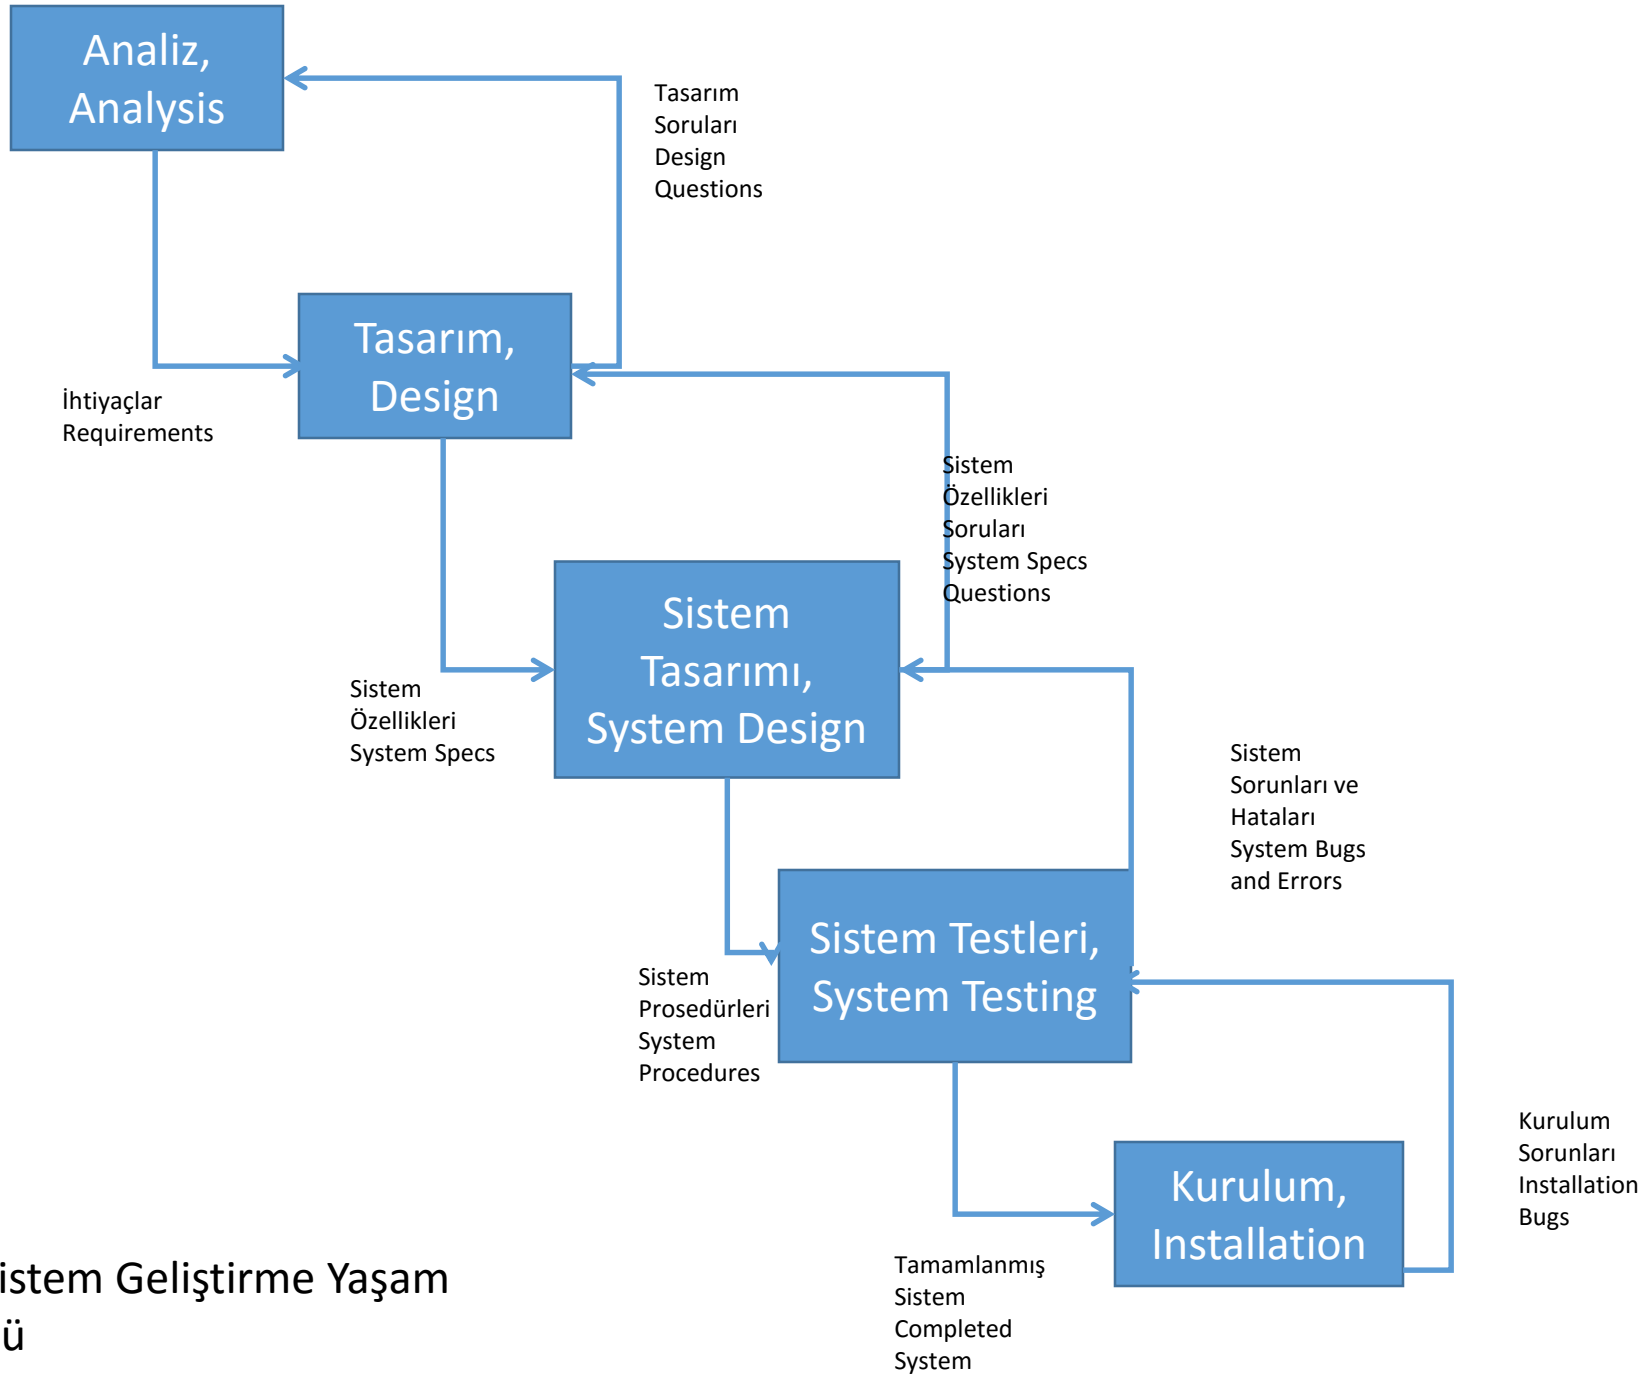 Analiz,
Analysis
Tasarım
Soruları
Design
Questions
Tasarım,
Design
İhtiyaçlar
Requirements
Sistem
Özellikleri
Soruları
System Specs
Questions
Sistem
Tasarımı,
System Design
Sistem
Özellikleri
System Specs
Sistem
Sorunları ve
Hataları
System Bugs
and Errors
Sistem Testleri,
System Testing
Sistem
Prosedürleri
System
Procedures
Kurulum
Sorunları
Installation
Bugs
Kurulum,
Installation
Tamamlanmış
Sistem
Completed
System
istem Geliştirme Yaşam
ü